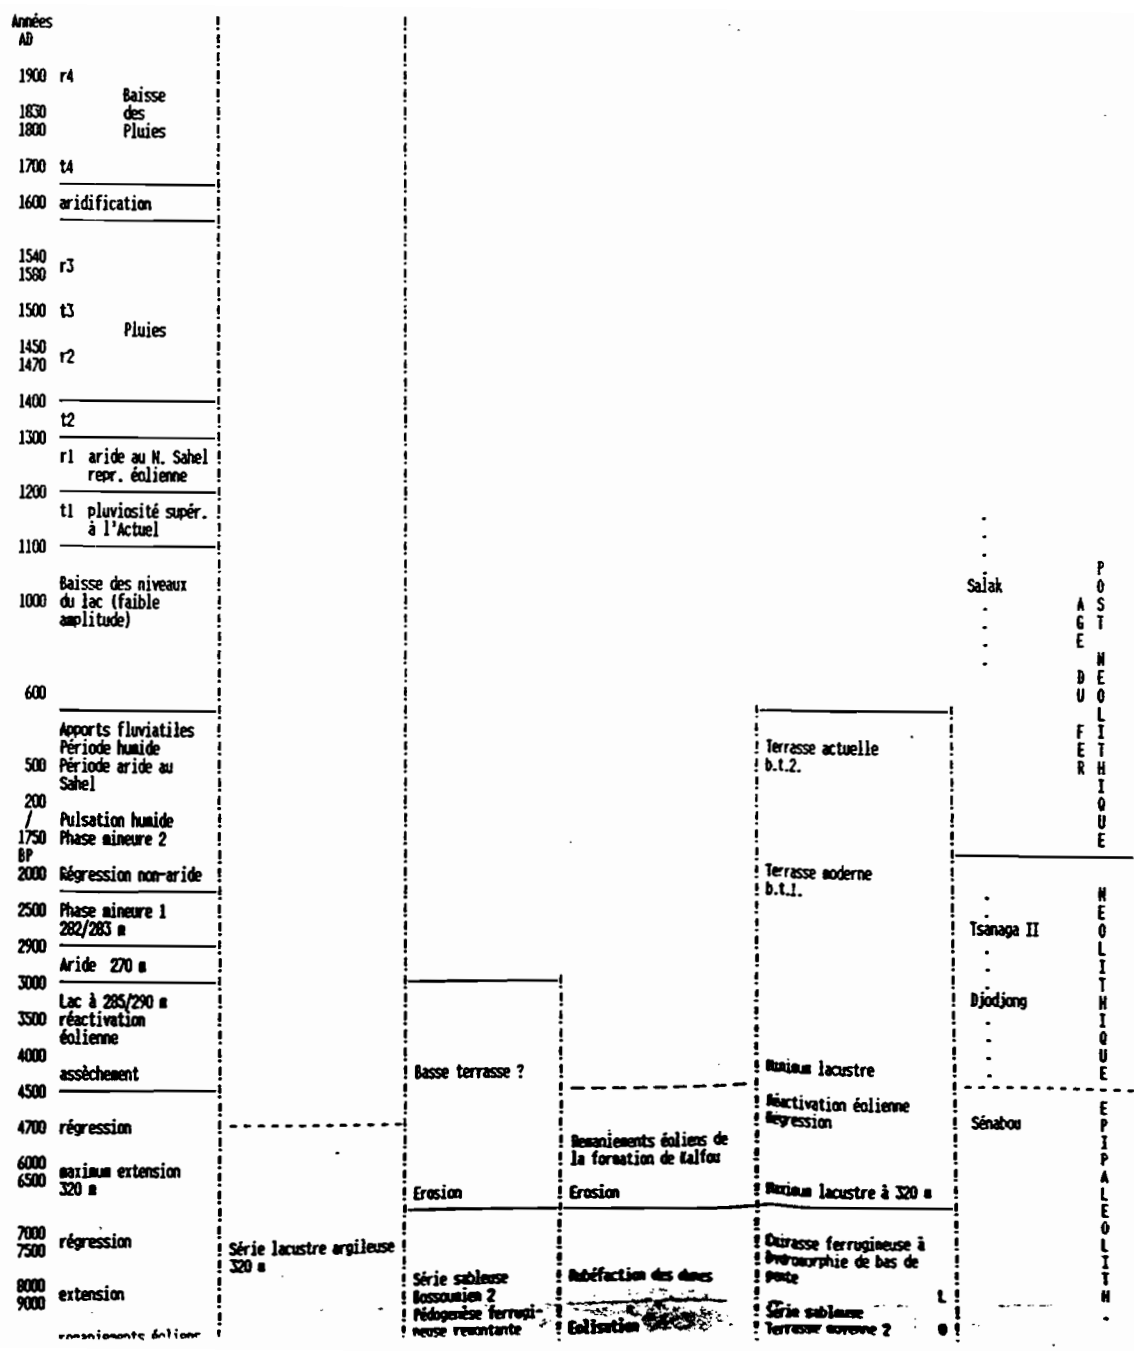 Années
AD
1900 r4
Baisse
1830 des
1800 Pluies
1700 t4
1600 aridification
1540
1580 r3
1500 t3
Pluies
1450
1470 r2
1400
t2
1300
r1 aride au N. Sahel
repr. éolienne
1200
t1 pluviosité supér.
à l'Actuel
1100
Baisse des niveaux
1000 du lac (faible
amplitude)
600
Apports fluviatiles
Période humide
500 Période aride au
Sahel
200
/ Pulsation humide
1750 Phase mineure 2
BP
2000 Régression non-aride
2500 Phase mineure 1
282/283 m
2900
Aride 270 m
3000
Lac à 285/290 m
3500 réactivation
éolienne
4000
assèchement
4500
4700 régression
6000
6500 maximum extension
320 m
7000
7500 régression
8000
9000 extension
remaniements éoliens
Série lacustre argileuse
320 m
Basse terrasse ?
Erosion
Série sableuse
Bossoumien 2
Pédogenèse ferrugi-
neuse remontante
Remaniements éoliens de
la formation de Kalfou
Erosion
Rubéfaction des dunes
Eolisation
Terrasse actuelle
b.t.2.
Terrasse moderne
b.t.1.
Minimum lacustre
Réactivation éolienne
Régression
Maximum lacustre à 320 m
Cuirasse ferrugineuse à
hydromorphie de bas de
pente
L
Série sableuse
Terrasse moyenne 2 O
Salak
Tsanaga II
Djodjong
Sénabou
AGE DU FER
POST NEOLITHIQUE
NEOLITHIQUE
EPIPALEOLITH.